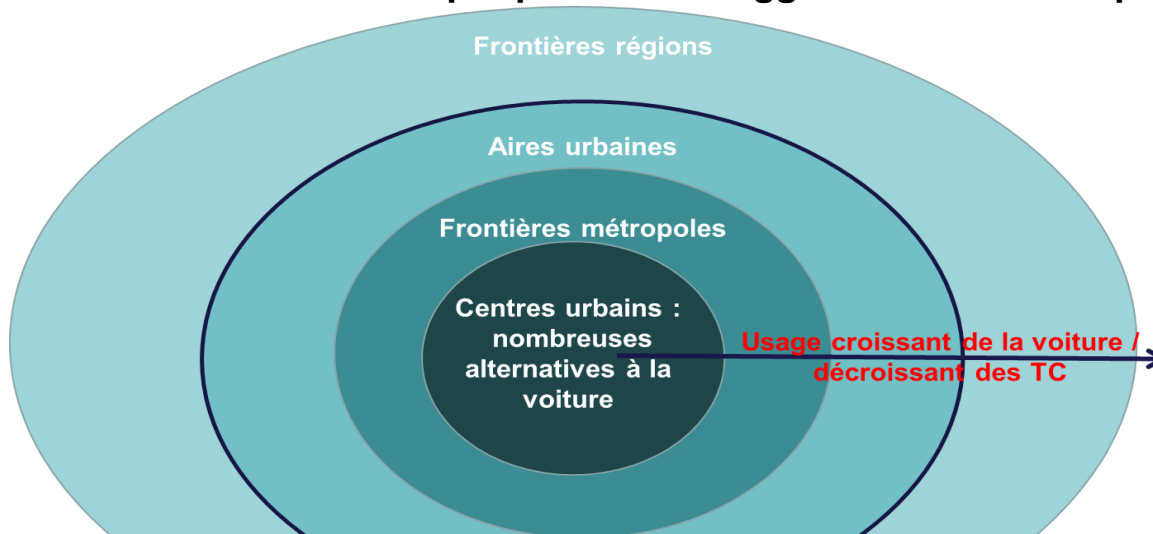 Frontières régions
Aires urbaines
Frontières métropoles
Centres urbains :
nombreuses
alternatives à la
voiture
Usage croissant de la voiture /
décroissant des TC